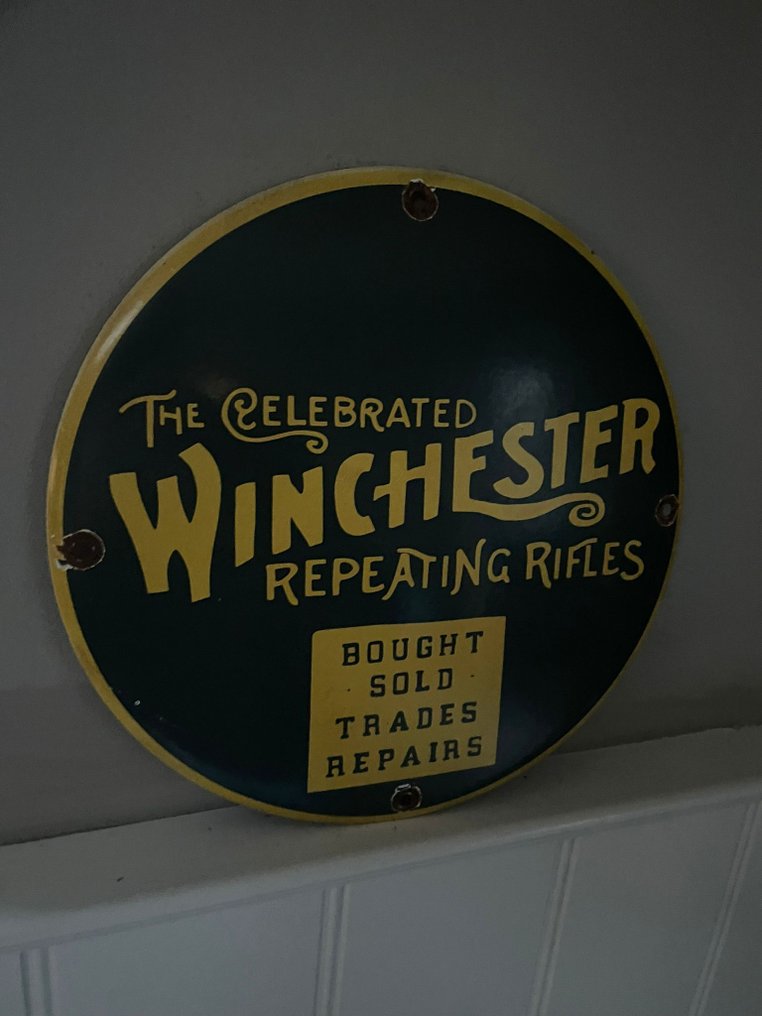 THE CELEBRATED
WINCHESTER
REPEATING RIFLES
BOUGHT
SOLD
TRADES
REPAIRS